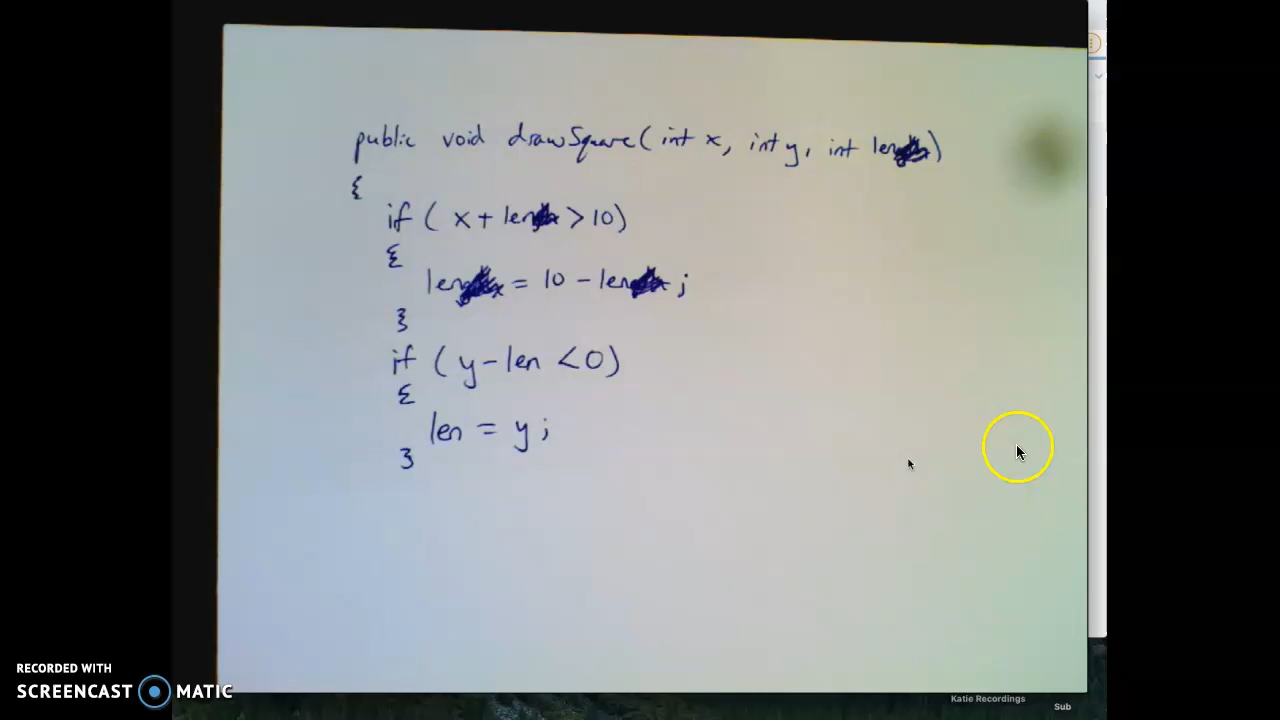 public void drawSquare(int x, int y, int len)
{
if ( x + len > 10)
{
len = 10 - len ;
}
if ( y - len < 0 )
{
len = y ;
}
RECORDED WITH
SCREENCAST MATIC
Katie Recordings
Sub